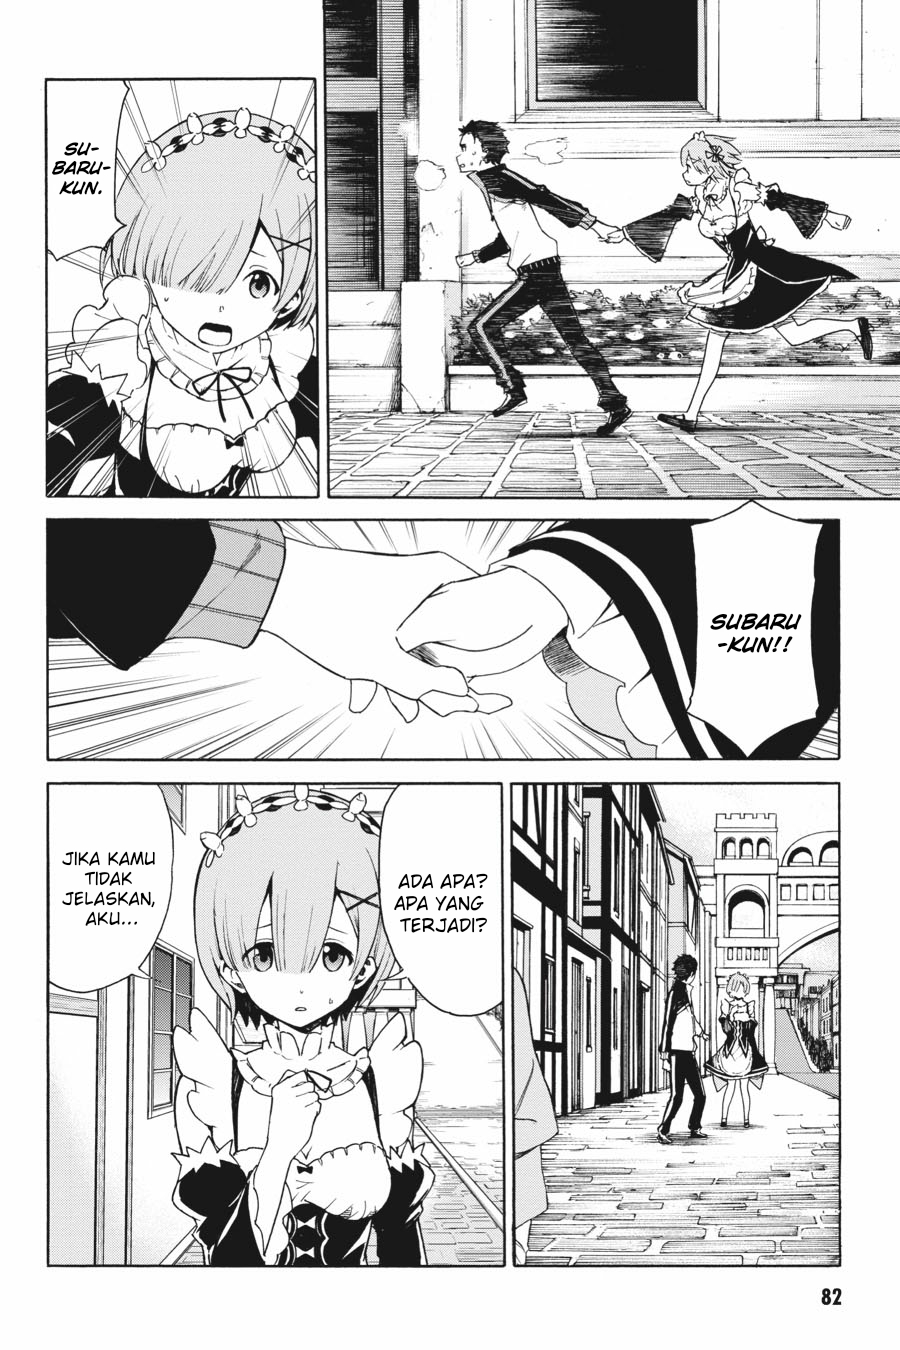 SU-
BARU-
KUN.
SUBARU
-KUN!!
ADA APA?
APA YANG
TERJADI?
JIKA KAMU
TIDAK
JELASKAN,
AKU...
82